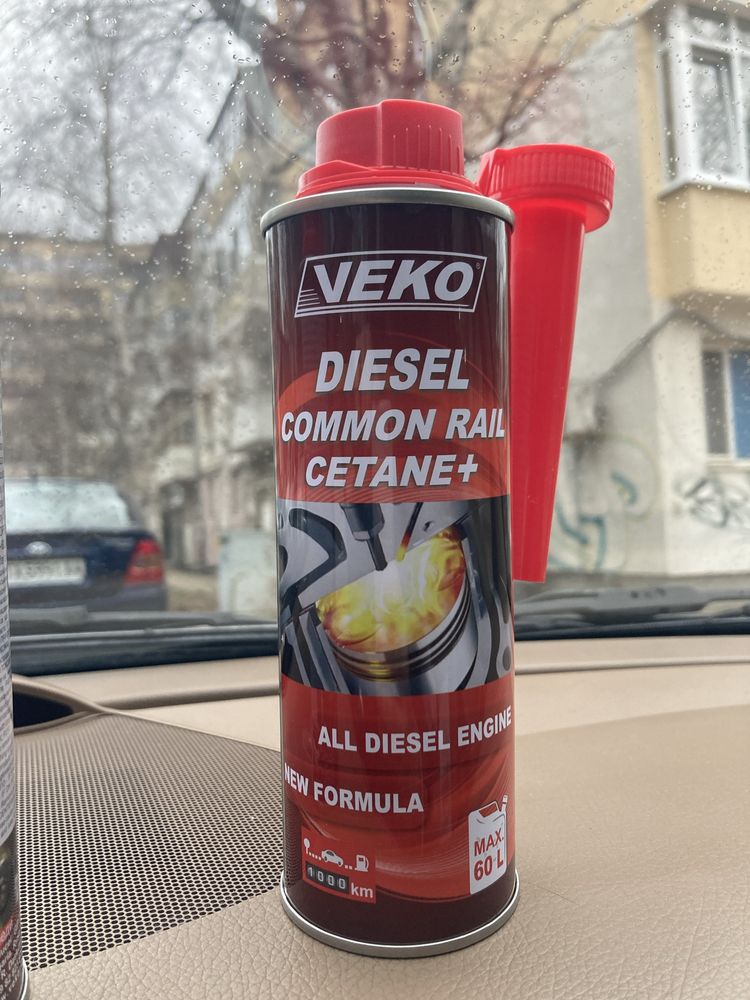 VEKO
DIESEL
COMMON RAIL
CETANE+
ALL DIESEL ENGINE
NEW FORMULA
1000 km
MAX.
60 L